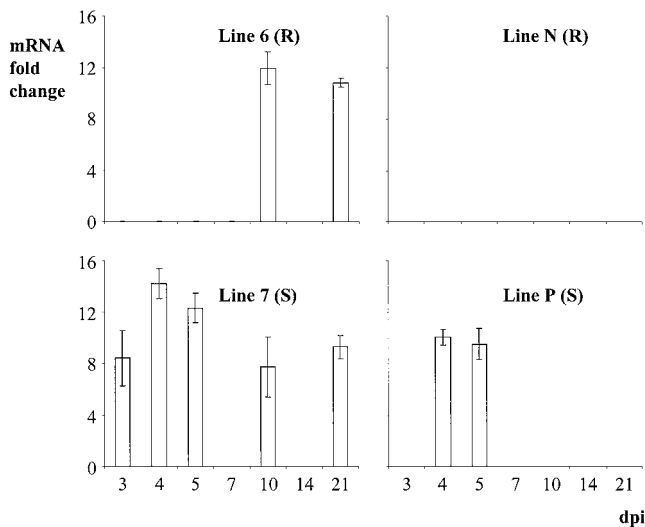 mRNA
fold
change
16
12
8
4
0
Line 6 (R)
Line N (R)
16
12
8
4
0
Line 7 (S)
Line P (S)
3 4 5 7 10 14 21
3 4 5 7 10 14 21
dpi